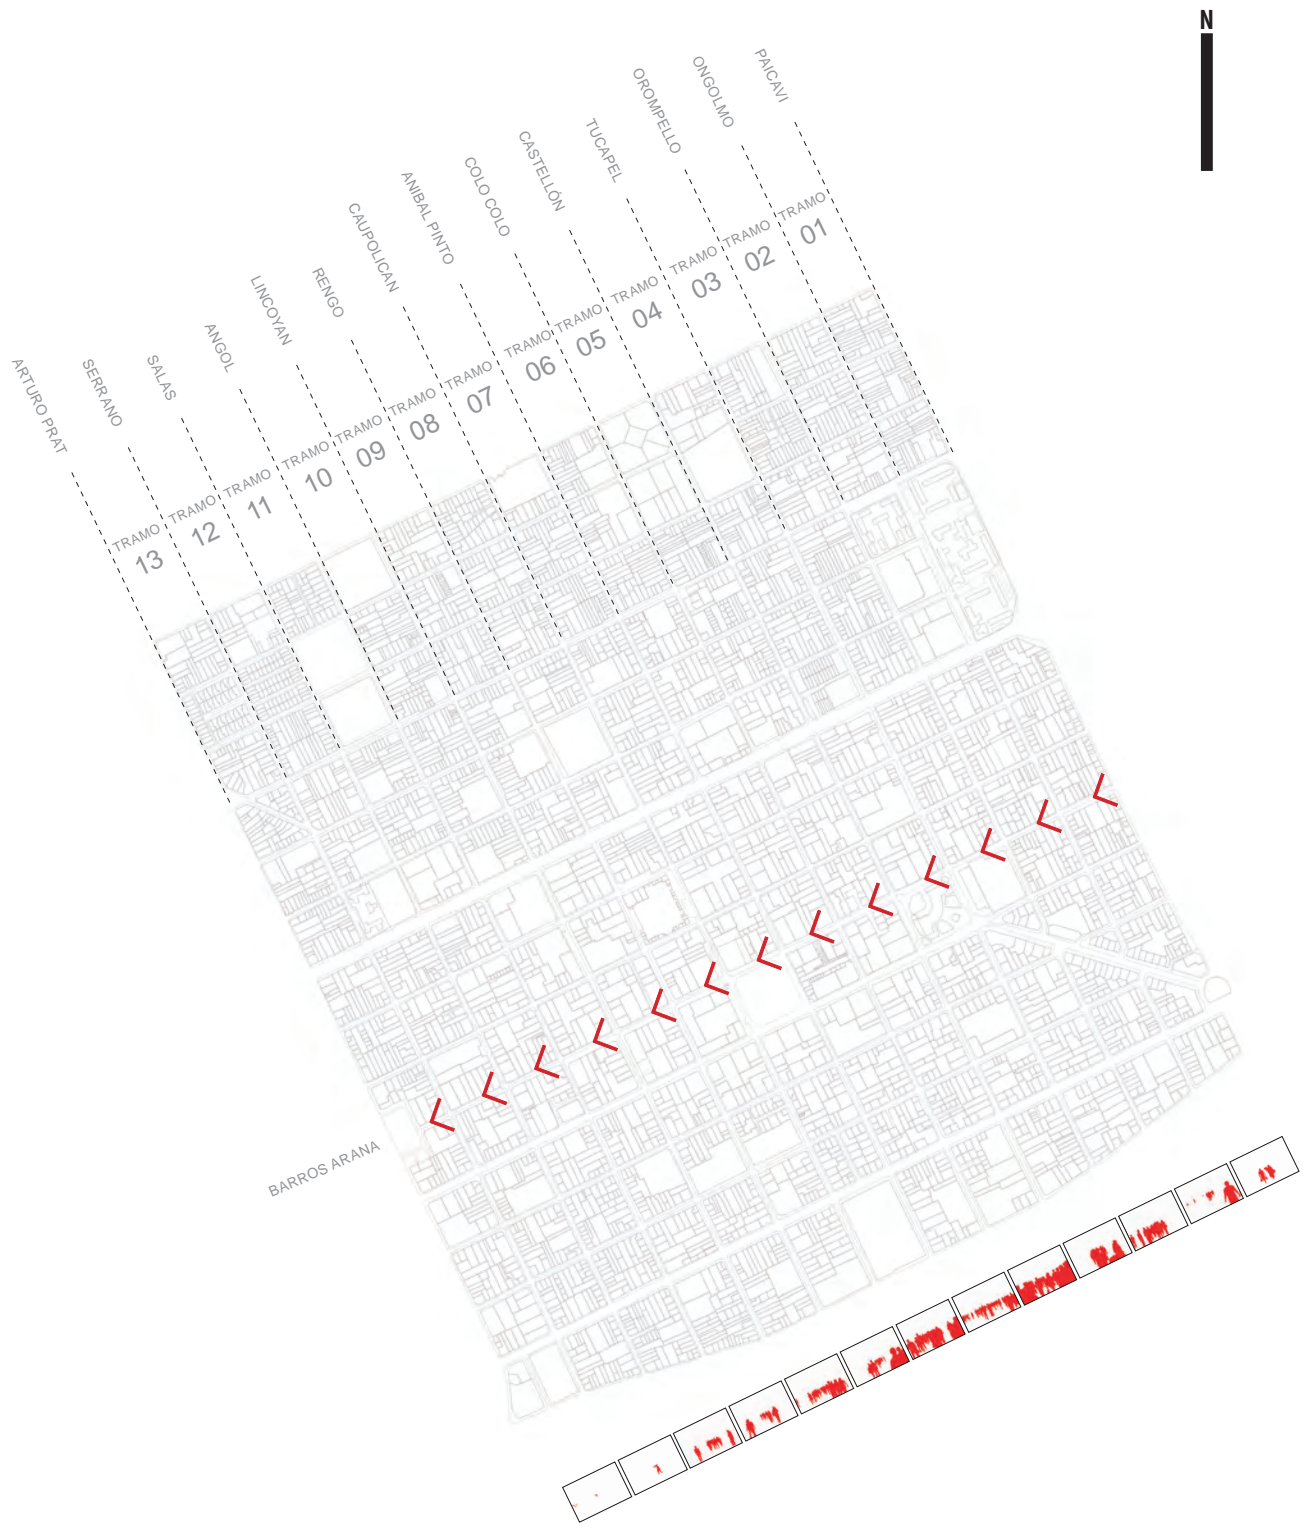 N
PAICAVI
ONGOLMO
OROMPELLO
TUCAPEL
CASTELLÓN
COLO COLO
ANIBAL PINTO
CAUPOLICAN
RENGO
LINCOYAN
ANGOL
SALAS
SERRANO
ARTURO PRAT
TRAMO
01
TRAMO
02
TRAMO
03
TRAMO
04
TRAMO
05
TRAMO
06
TRAMO
07
TRAMO
08
TRAMO
09
TRAMO
10
TRAMO
11
TRAMO
12
TRAMO
13
BARROS ARANA